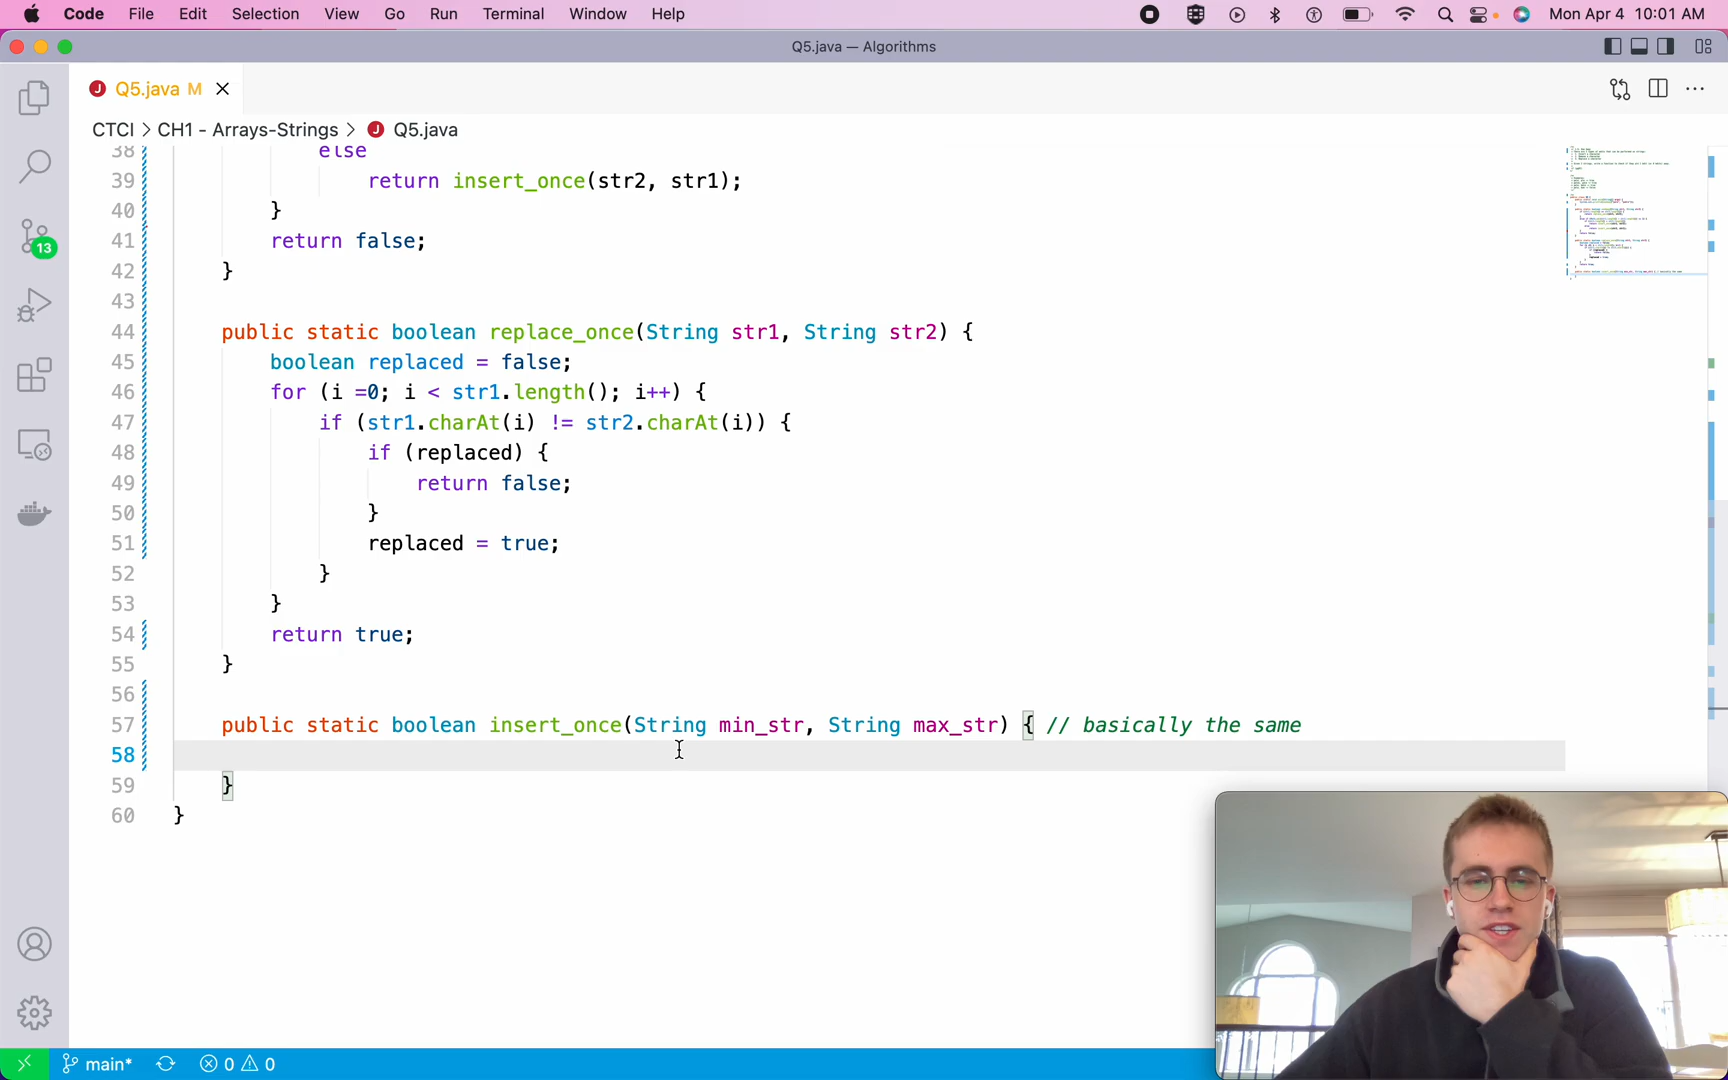 Code File Edit Selection View Go Run Terminal Window Help Mon Apr 4 10:01 AM
Q5.java — Algorithms
J Q5.java M
CTCI > CH1 - Arrays-Strings > J Q5.java
38 else
39 return insert_once(str2, str1);
40 }
41 return false;
42 }
43
44 public static boolean replace_once(String str1, String str2) {
45 boolean replaced = false;
46 for (i =0; i < str1.length(); i++) {
47 if (str1.charAt(i) != str2.charAt(i)) {
48 if (replaced) {
49 return false;
50 }
51 replaced = true;
52 }
53 }
54 return true;
55 }
56
57 public static boolean insert_once(String min_str, String max_str) { // basically the same
58
59 }
60 }
13
main* 0 0